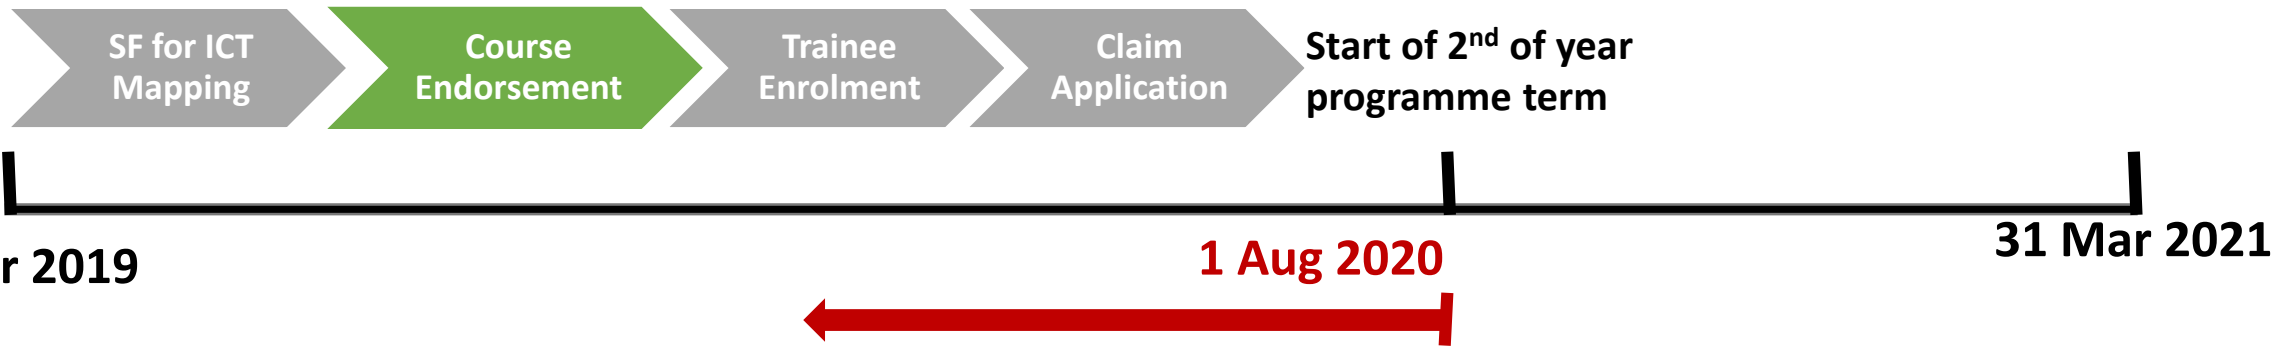 SF for ICT
Mapping
Course
Endorsement
Trainee
Enrolment
Claim
Application
Start of 2nd of year
programme term
r 2019
1 Aug 2020
31 Mar 2021